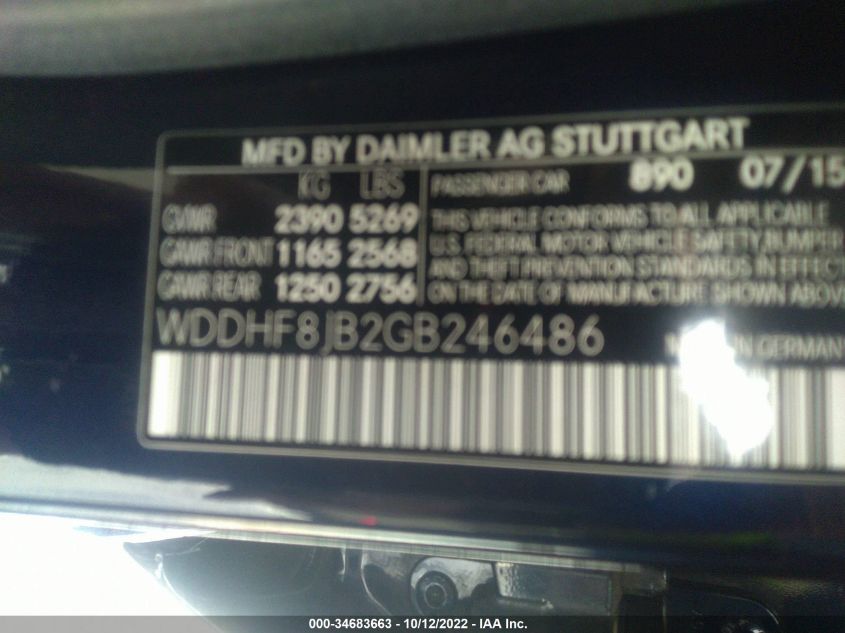 MFD BY DAIMLER AG STUTTGART
KG LBS PASSENGER CAR 890 07/15
GVWR 2390 5269 THIS VEHICLE CONFORMS TO ALL APPLICABLE
GAWR FRONT 1165 2568 U.S. FEDERAL MOTOR VEHICLE SAFETY, BUMPER
GAWR REAR 1250 2756 AND THEFT PREVENTION STANDARDS IN EFFECT
ON THE DATE OF MANUFACTURE SHOWN ABOVE
WDDHF8JB2GB246486 IN GERMANY
000-34683663 - 10/12/2022 - IAA Inc.